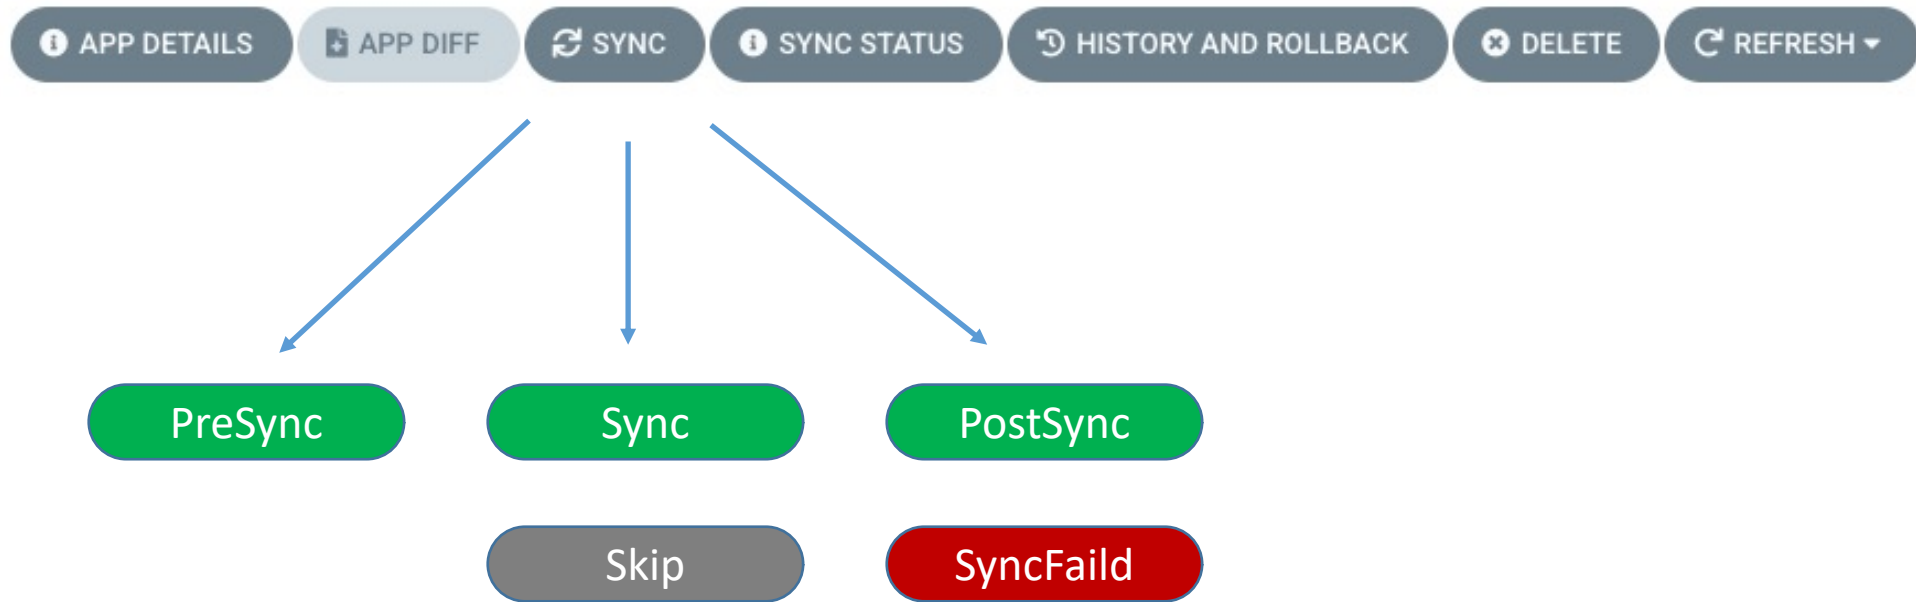 APP DETAILS
APP DIFF
SYNC
SYNC STATUS
HISTORY AND ROLLBACK
DELETE
REFRESH
PreSync
Sync
PostSync
Skip
SyncFaild